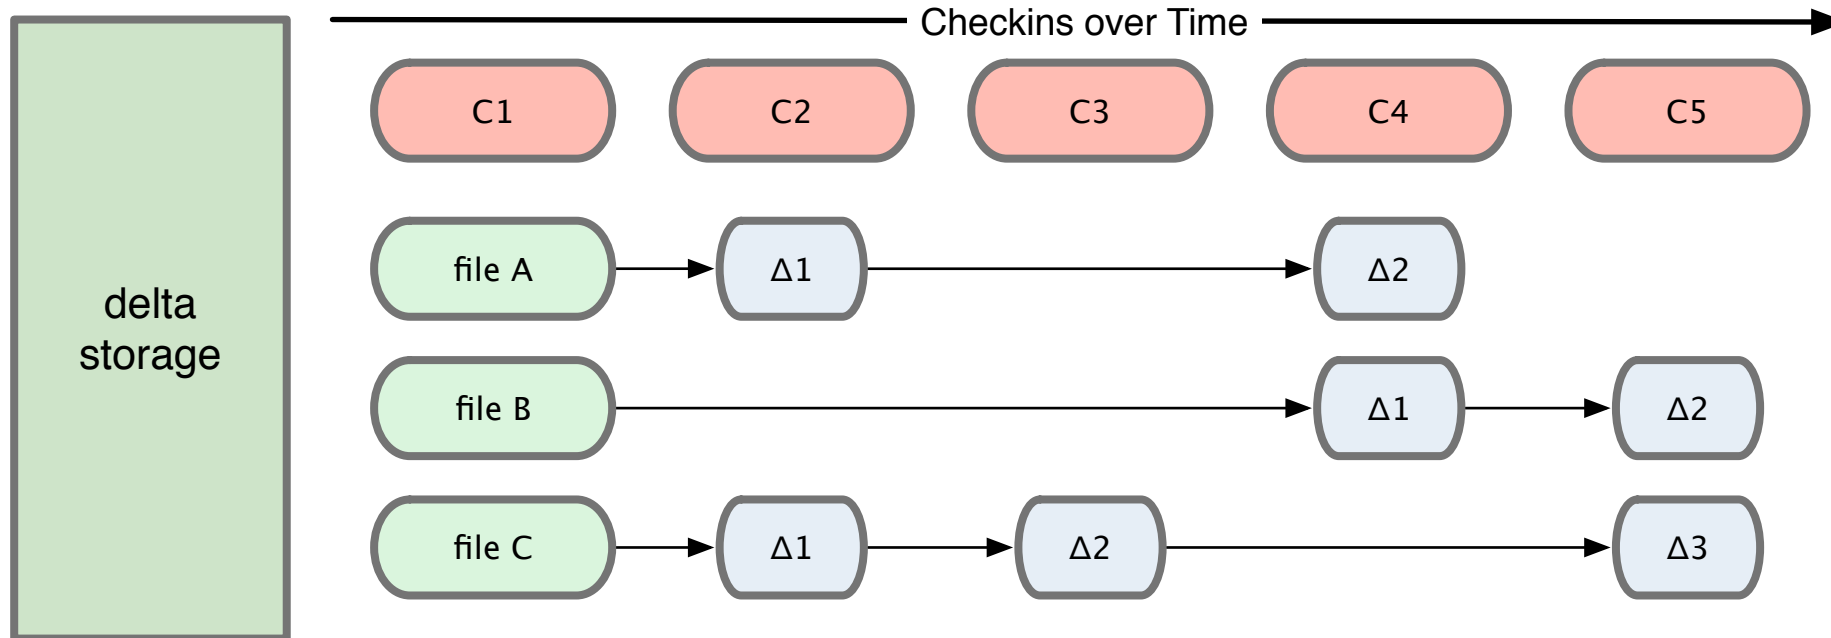 Checkins over Time
C1 C2 C3 C4 C5
delta
storage
file A Δ1 Δ2
file B Δ1 Δ2
file C Δ1 Δ2 Δ3